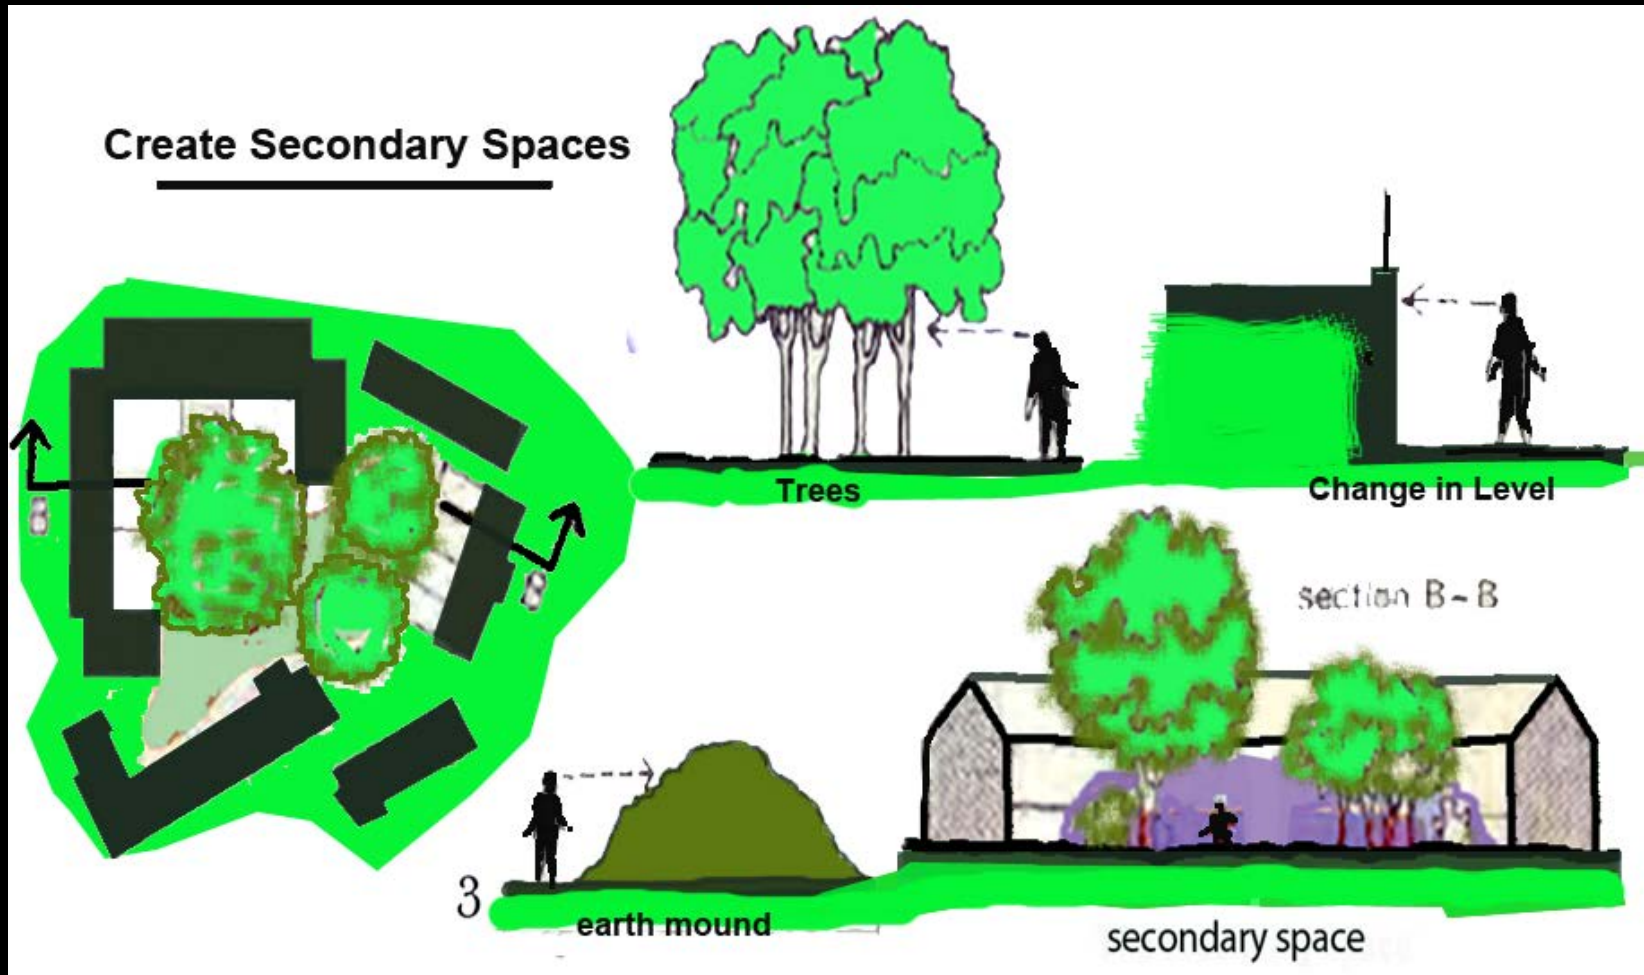 Create Secondary Spaces
Trees
Change in Level
section B-B
3
earth mound
secondary space